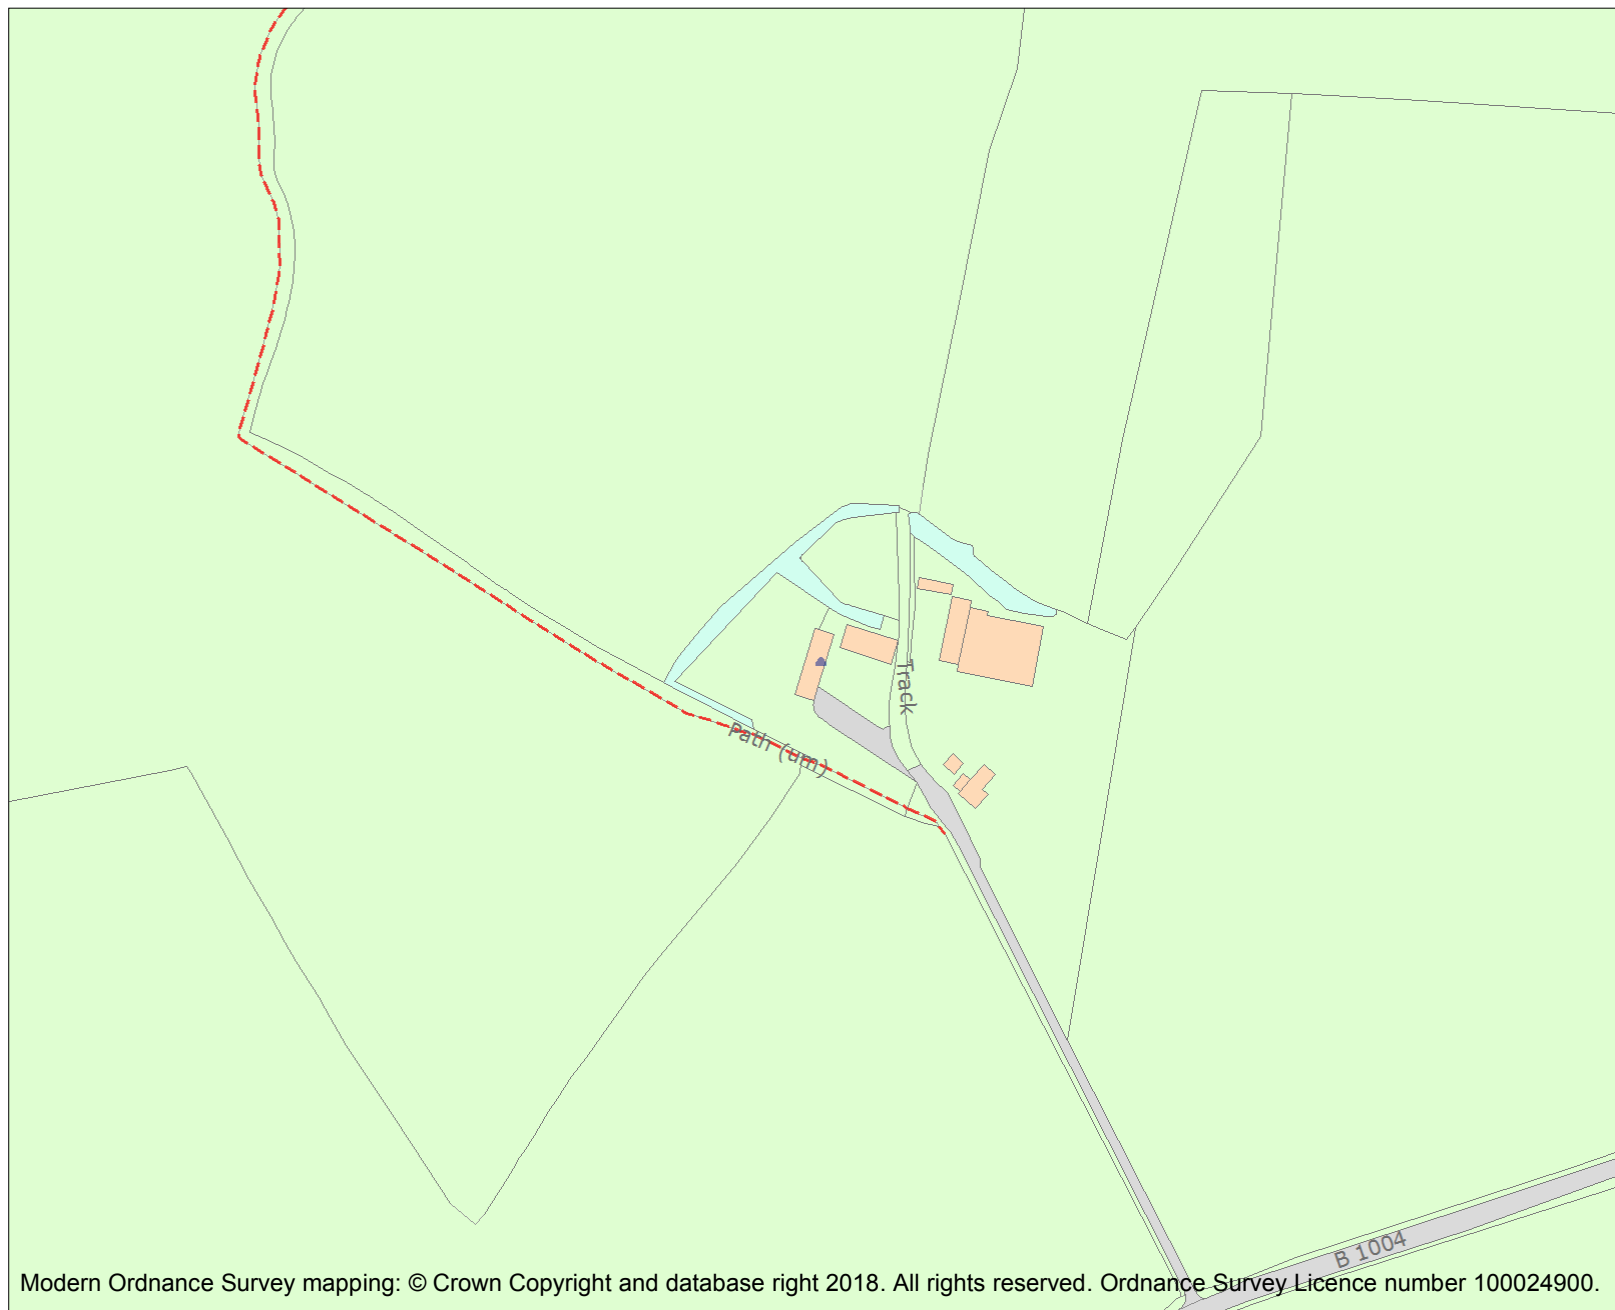 Track
Path (um)
B 1004
Modern Ordnance Survey mapping: © Crown Copyright and database right 2018. All rights reserved. Ordnance Survey Licence number 100024900.